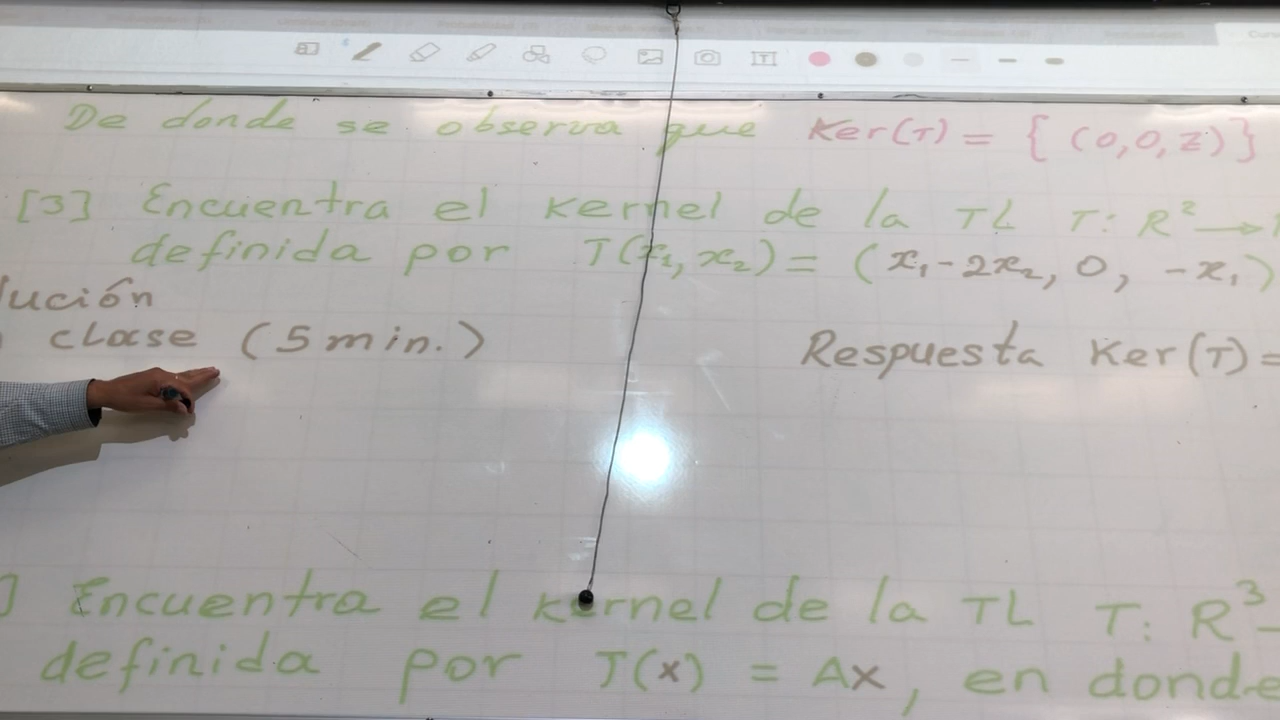 De donde se observa que Ker(T) = { (0,0,z)}
[3] Encuentra el kernel de la TL T: R² →
definida por T(x₁, x₂) = (x₁-2x₂, 0, -x₁)
lución
clase (5 min.)
Respuesta Ker(T) =
] Encuentra el kernel de la TL T: R³ -
definida por T(x) = Ax, en donde